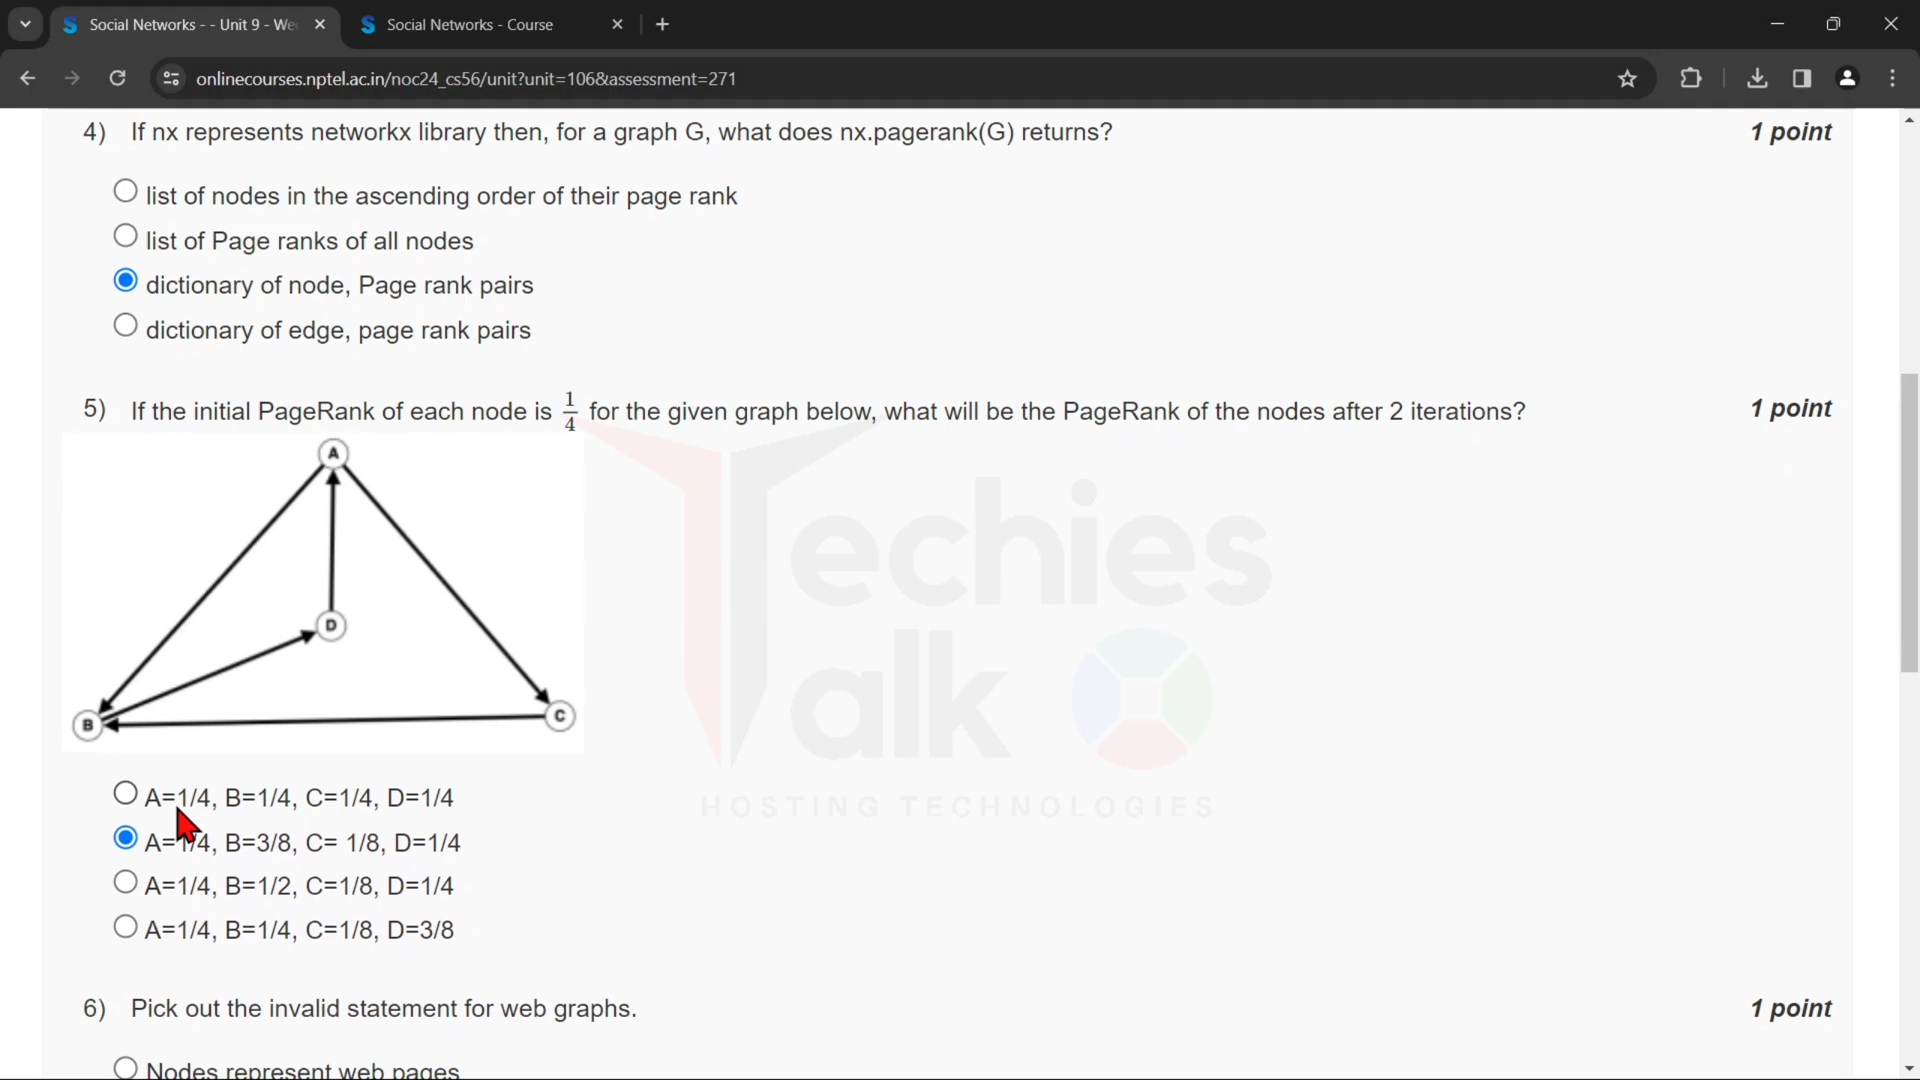 Social Networks - - Unit 9 - We
Social Networks - Course
onlinecourses.nptel.ac.in/noc24_cs56/unit?unit=106&assessment=271
4) If nx represents networkx library then, for a graph G, what does nx.pagerank(G) returns? 1 point
list of nodes in the ascending order of their page rank
list of Page ranks of all nodes
dictionary of node, Page rank pairs
dictionary of edge, page rank pairs
5) If the initial PageRank of each node is 1/4 for the given graph below, what will be the PageRank of the nodes after 2 iterations? 1 point
A
D
B
C
Techies
Talk
HOSTING TECHNOLOGIES
A=1/4, B=1/4, C=1/4, D=1/4
A=1/4, B=3/8, C= 1/8, D=1/4
A=1/4, B=1/2, C=1/8, D=1/4
A=1/4, B=1/4, C=1/8, D=3/8
6) Pick out the invalid statement for web graphs. 1 point
Nodes represent web pages